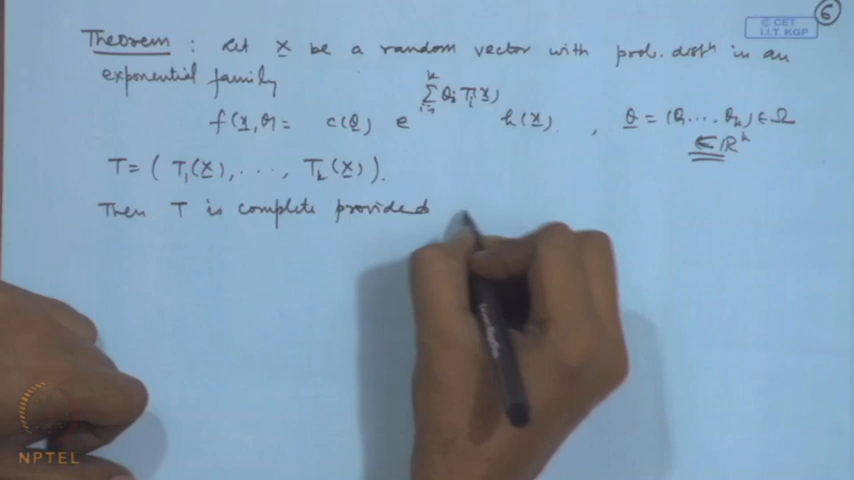 6
© CET
I.I.T. KGP
Theorem : Let x be a random vector with prob. distⁿ in an
exponential family
f(x, θ) = c(θ) e^{∑_{i=1}^{k} θ_i T_i(x)} h(x). , θ = (θ_1 ... θ_k) ∈ Ω
⊆ ℝ^k
T = ( T_1(x), ..., T_k(x) ).
Then T is complete provided
NPTEL